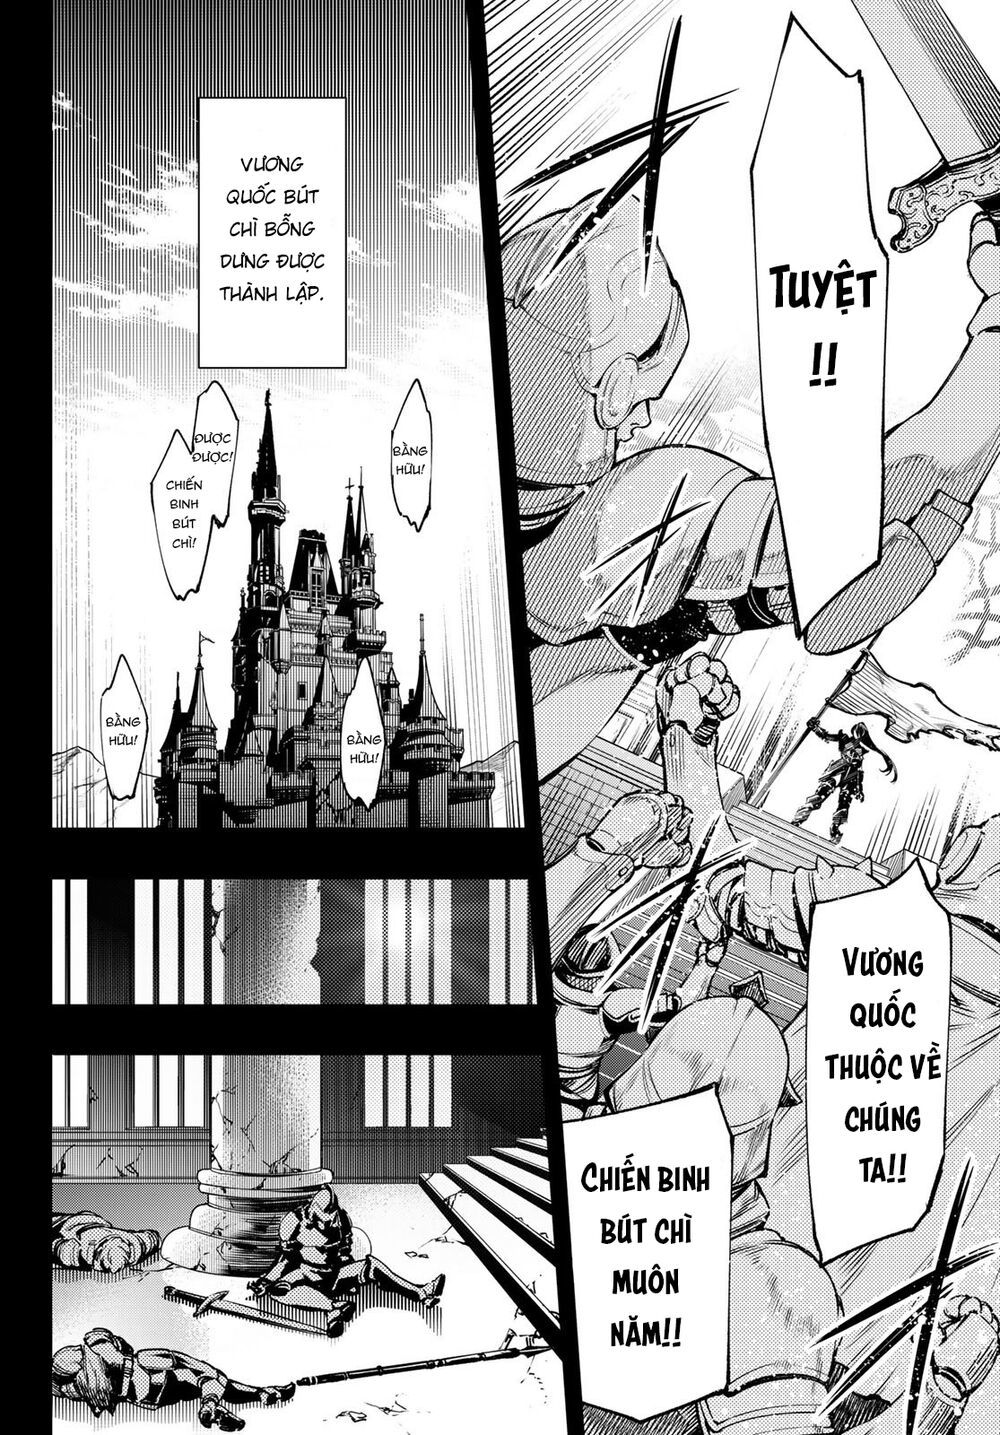 TUYỆT
!!
VƯƠNG
QUỐC
THUỘC VỀ
CHÚNG
TA!!
CHIẾN BINH
BÚT CHÌ
MUÔN
NĂM!!
VƯƠNG
QUỐC BÚT
CHÌ BỖNG
DƯNG ĐƯỢC
THÀNH LẬP.
BẰNG
HỮU!
ĐƯỢC
ĐƯỢC!
CHIẾN
BINH
BÚT
CHÌ!
BẰNG
HỮU!
BẰNG
HỮU!